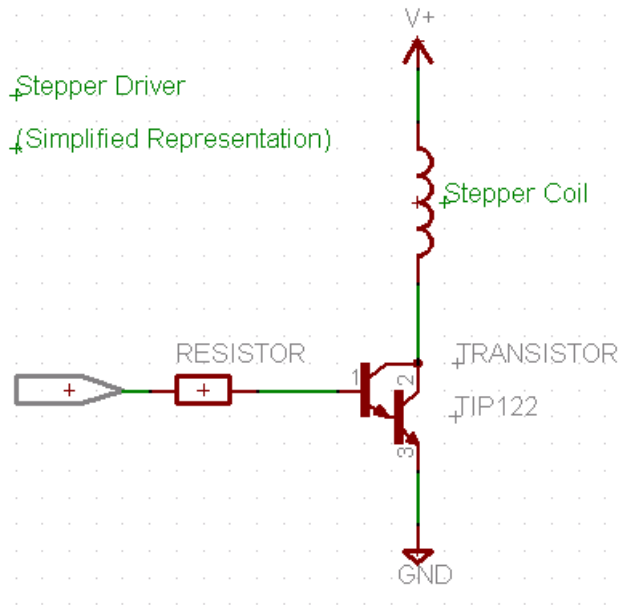 V+
Stepper Driver
(Simplified Representation)
Stepper Coil
RESISTOR
TRANSISTOR
1
2
TIP122
3
GND